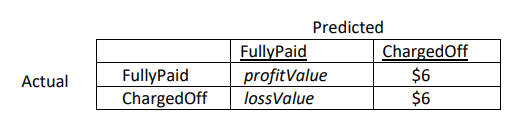 Predicted
FullyPaid ChargedOff
Actual
FullyPaid profitValue $6
ChargedOff lossValue $6